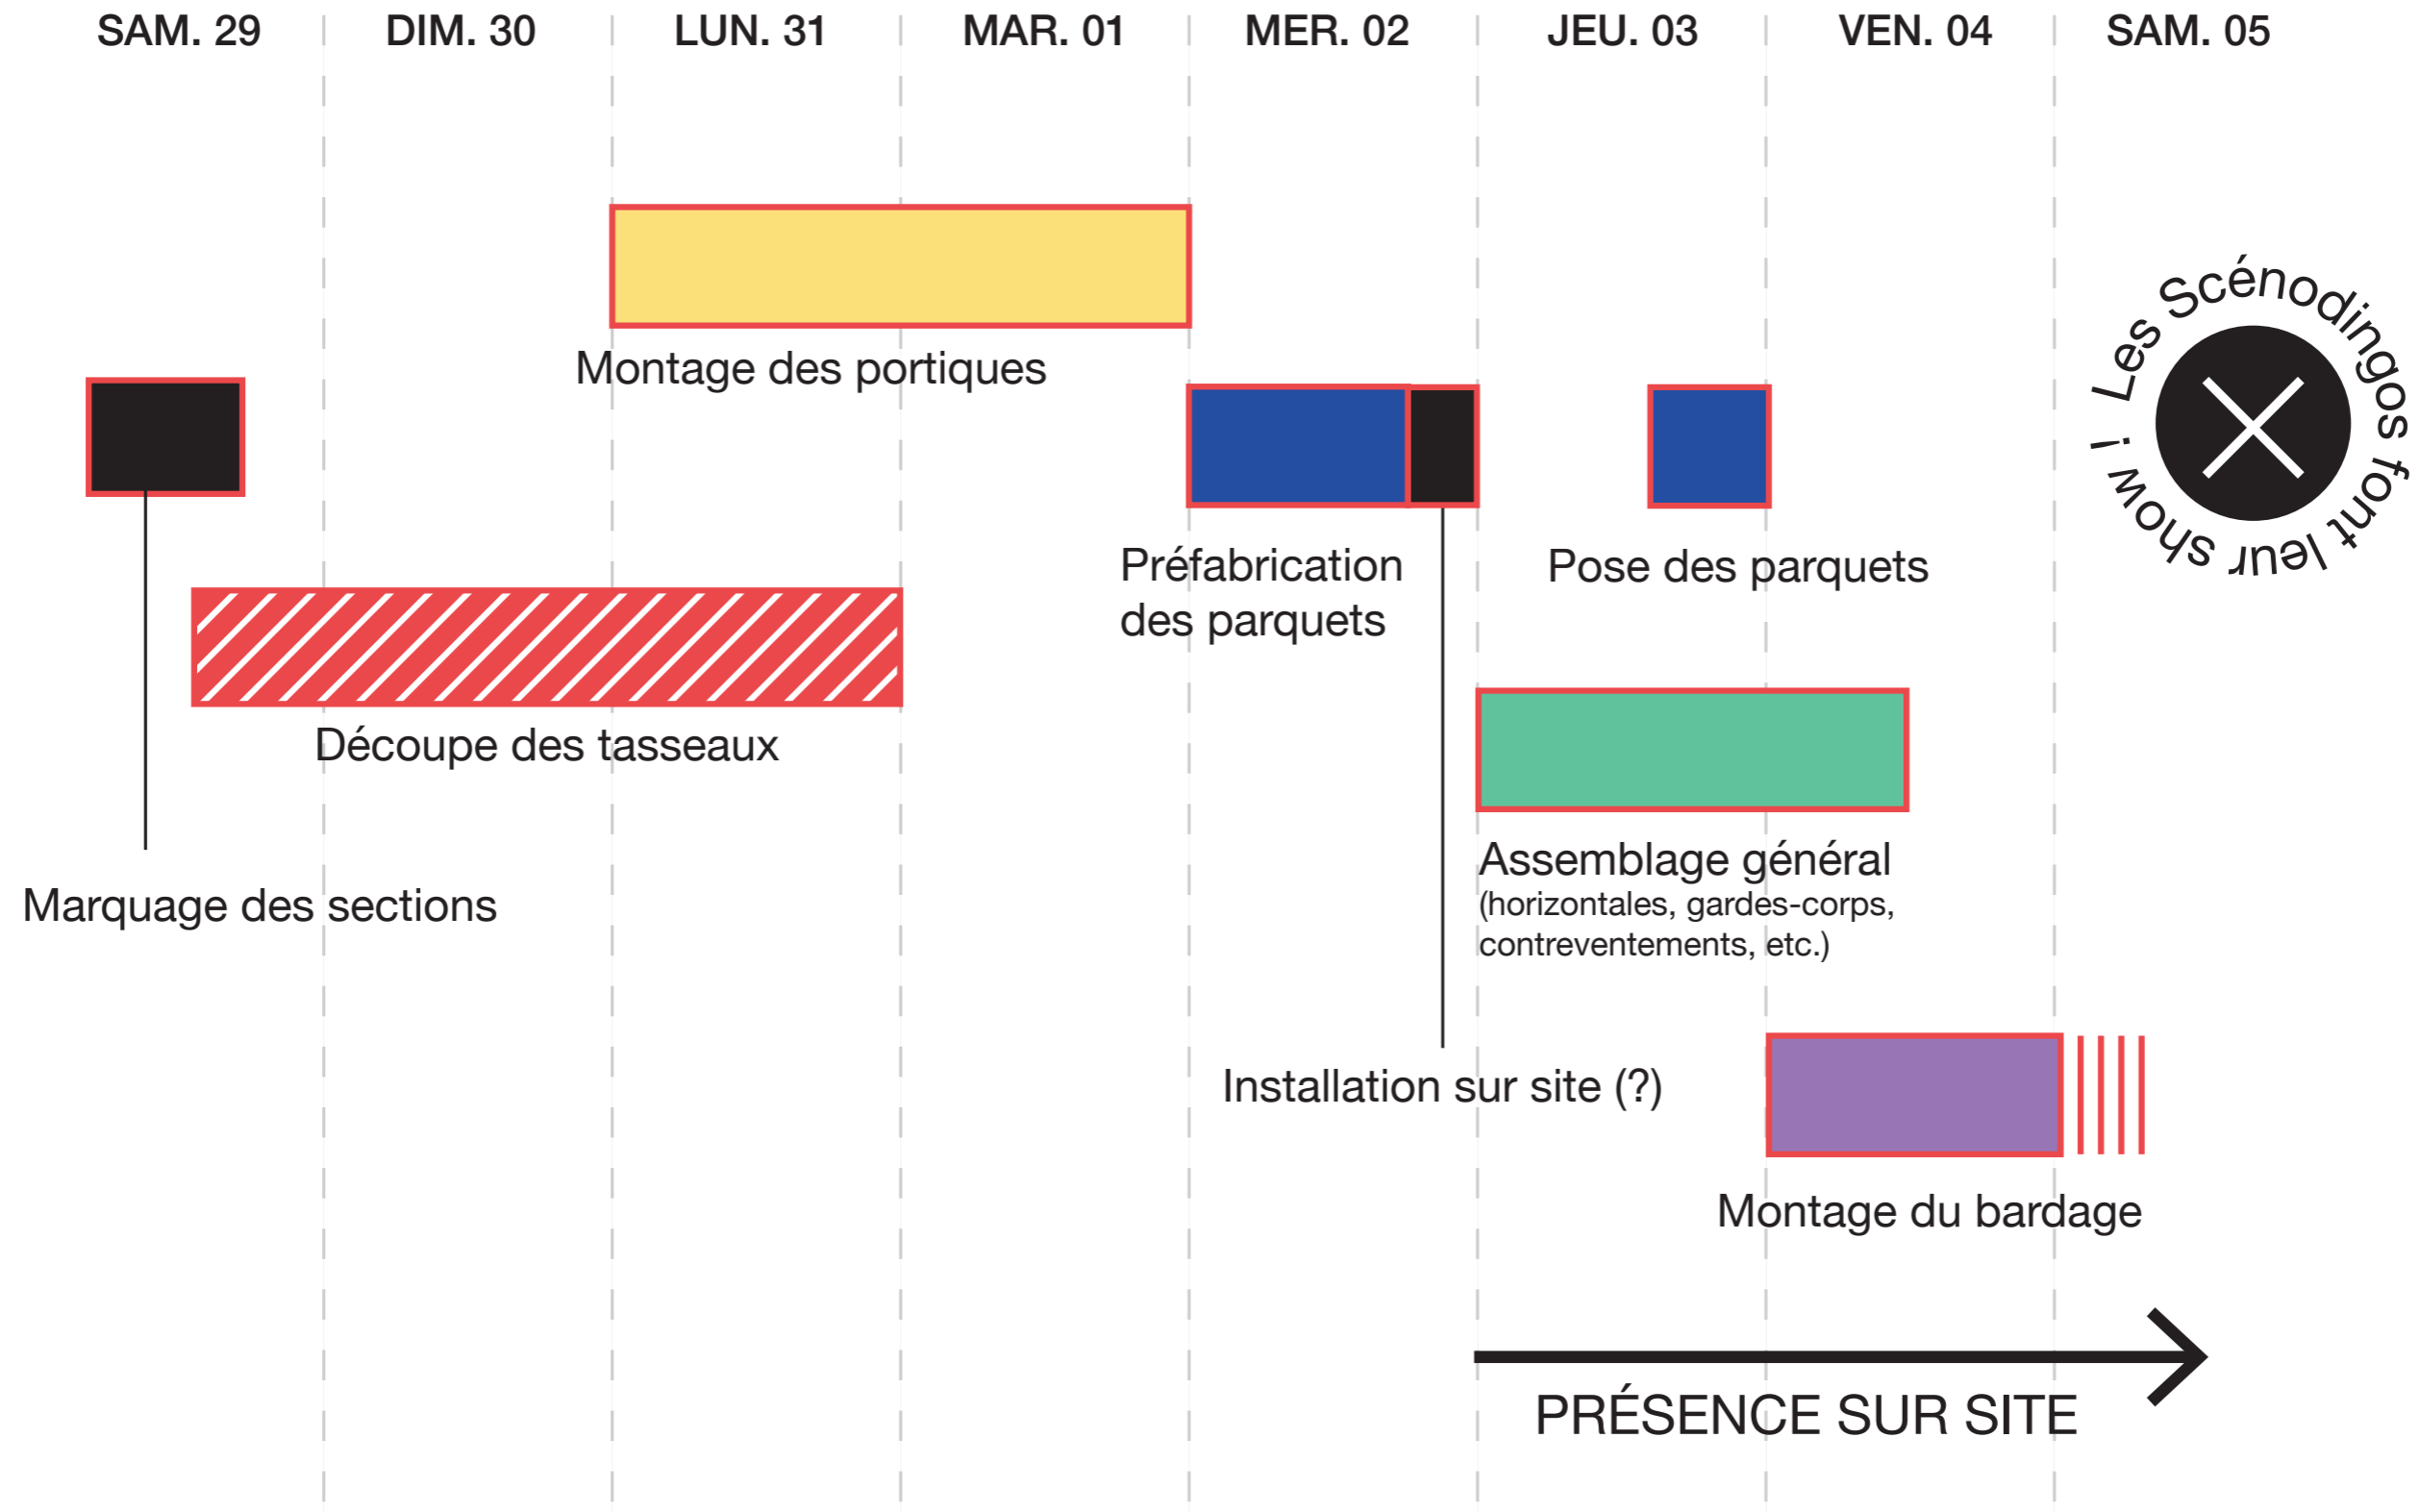 SAM. 29
DIM. 30
LUN. 31
MAR. 01
MER. 02
JEU. 03
VEN. 04
SAM. 05
Les Scénodingos font leur show !
Montage des portiques
Préfabrication
des parquets
Pose des parquets
Découpe des tasseaux
Marquage des sections
Assemblage général
(horizontales, gardes-corps,
contreventements, etc.)
Installation sur site (?)
Montage du bardage
PRÉSENCE SUR SITE